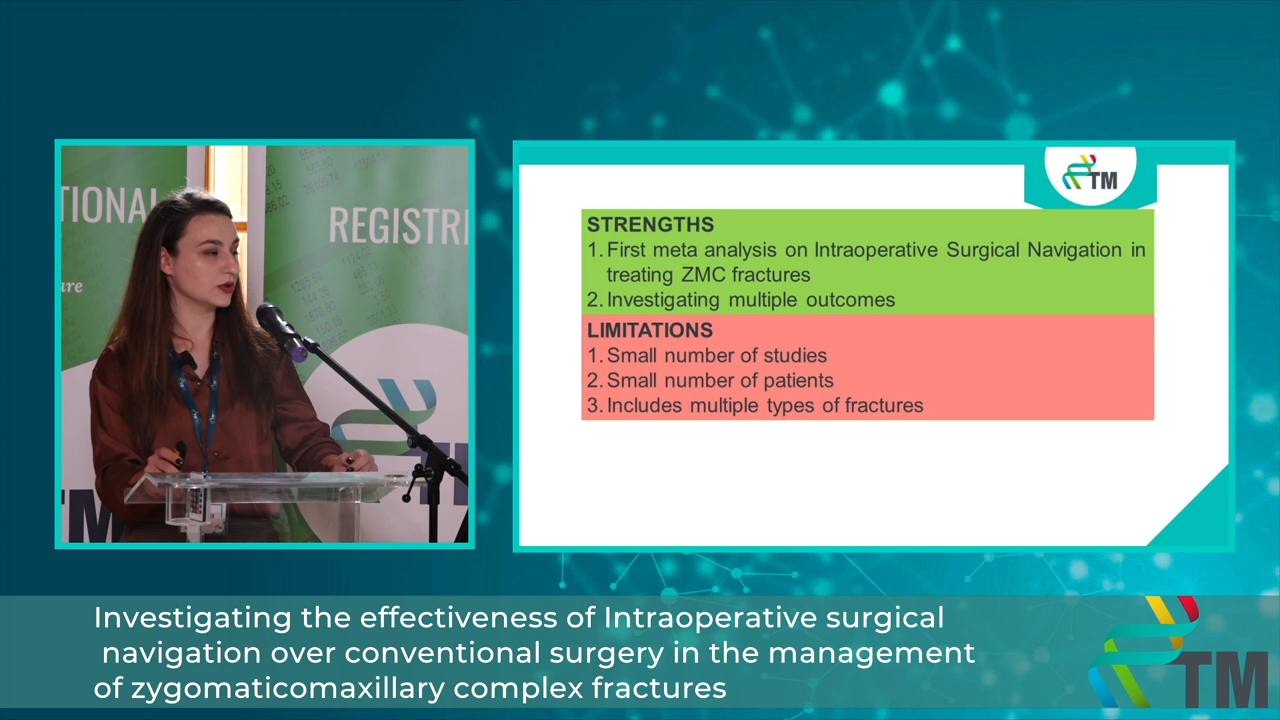 TIONAL
REGISTRI
TM
STRENGTHS
1. First meta analysis on Intraoperative Surgical Navigation in
treating ZMC fractures
2. Investigating multiple outcomes
LIMITATIONS
1. Small number of studies
2. Small number of patients
3. Includes multiple types of fractures
Investigating the effectiveness of Intraoperative surgical
navigation over conventional surgery in the management
of zygomaticomaxillary complex fractures
TM